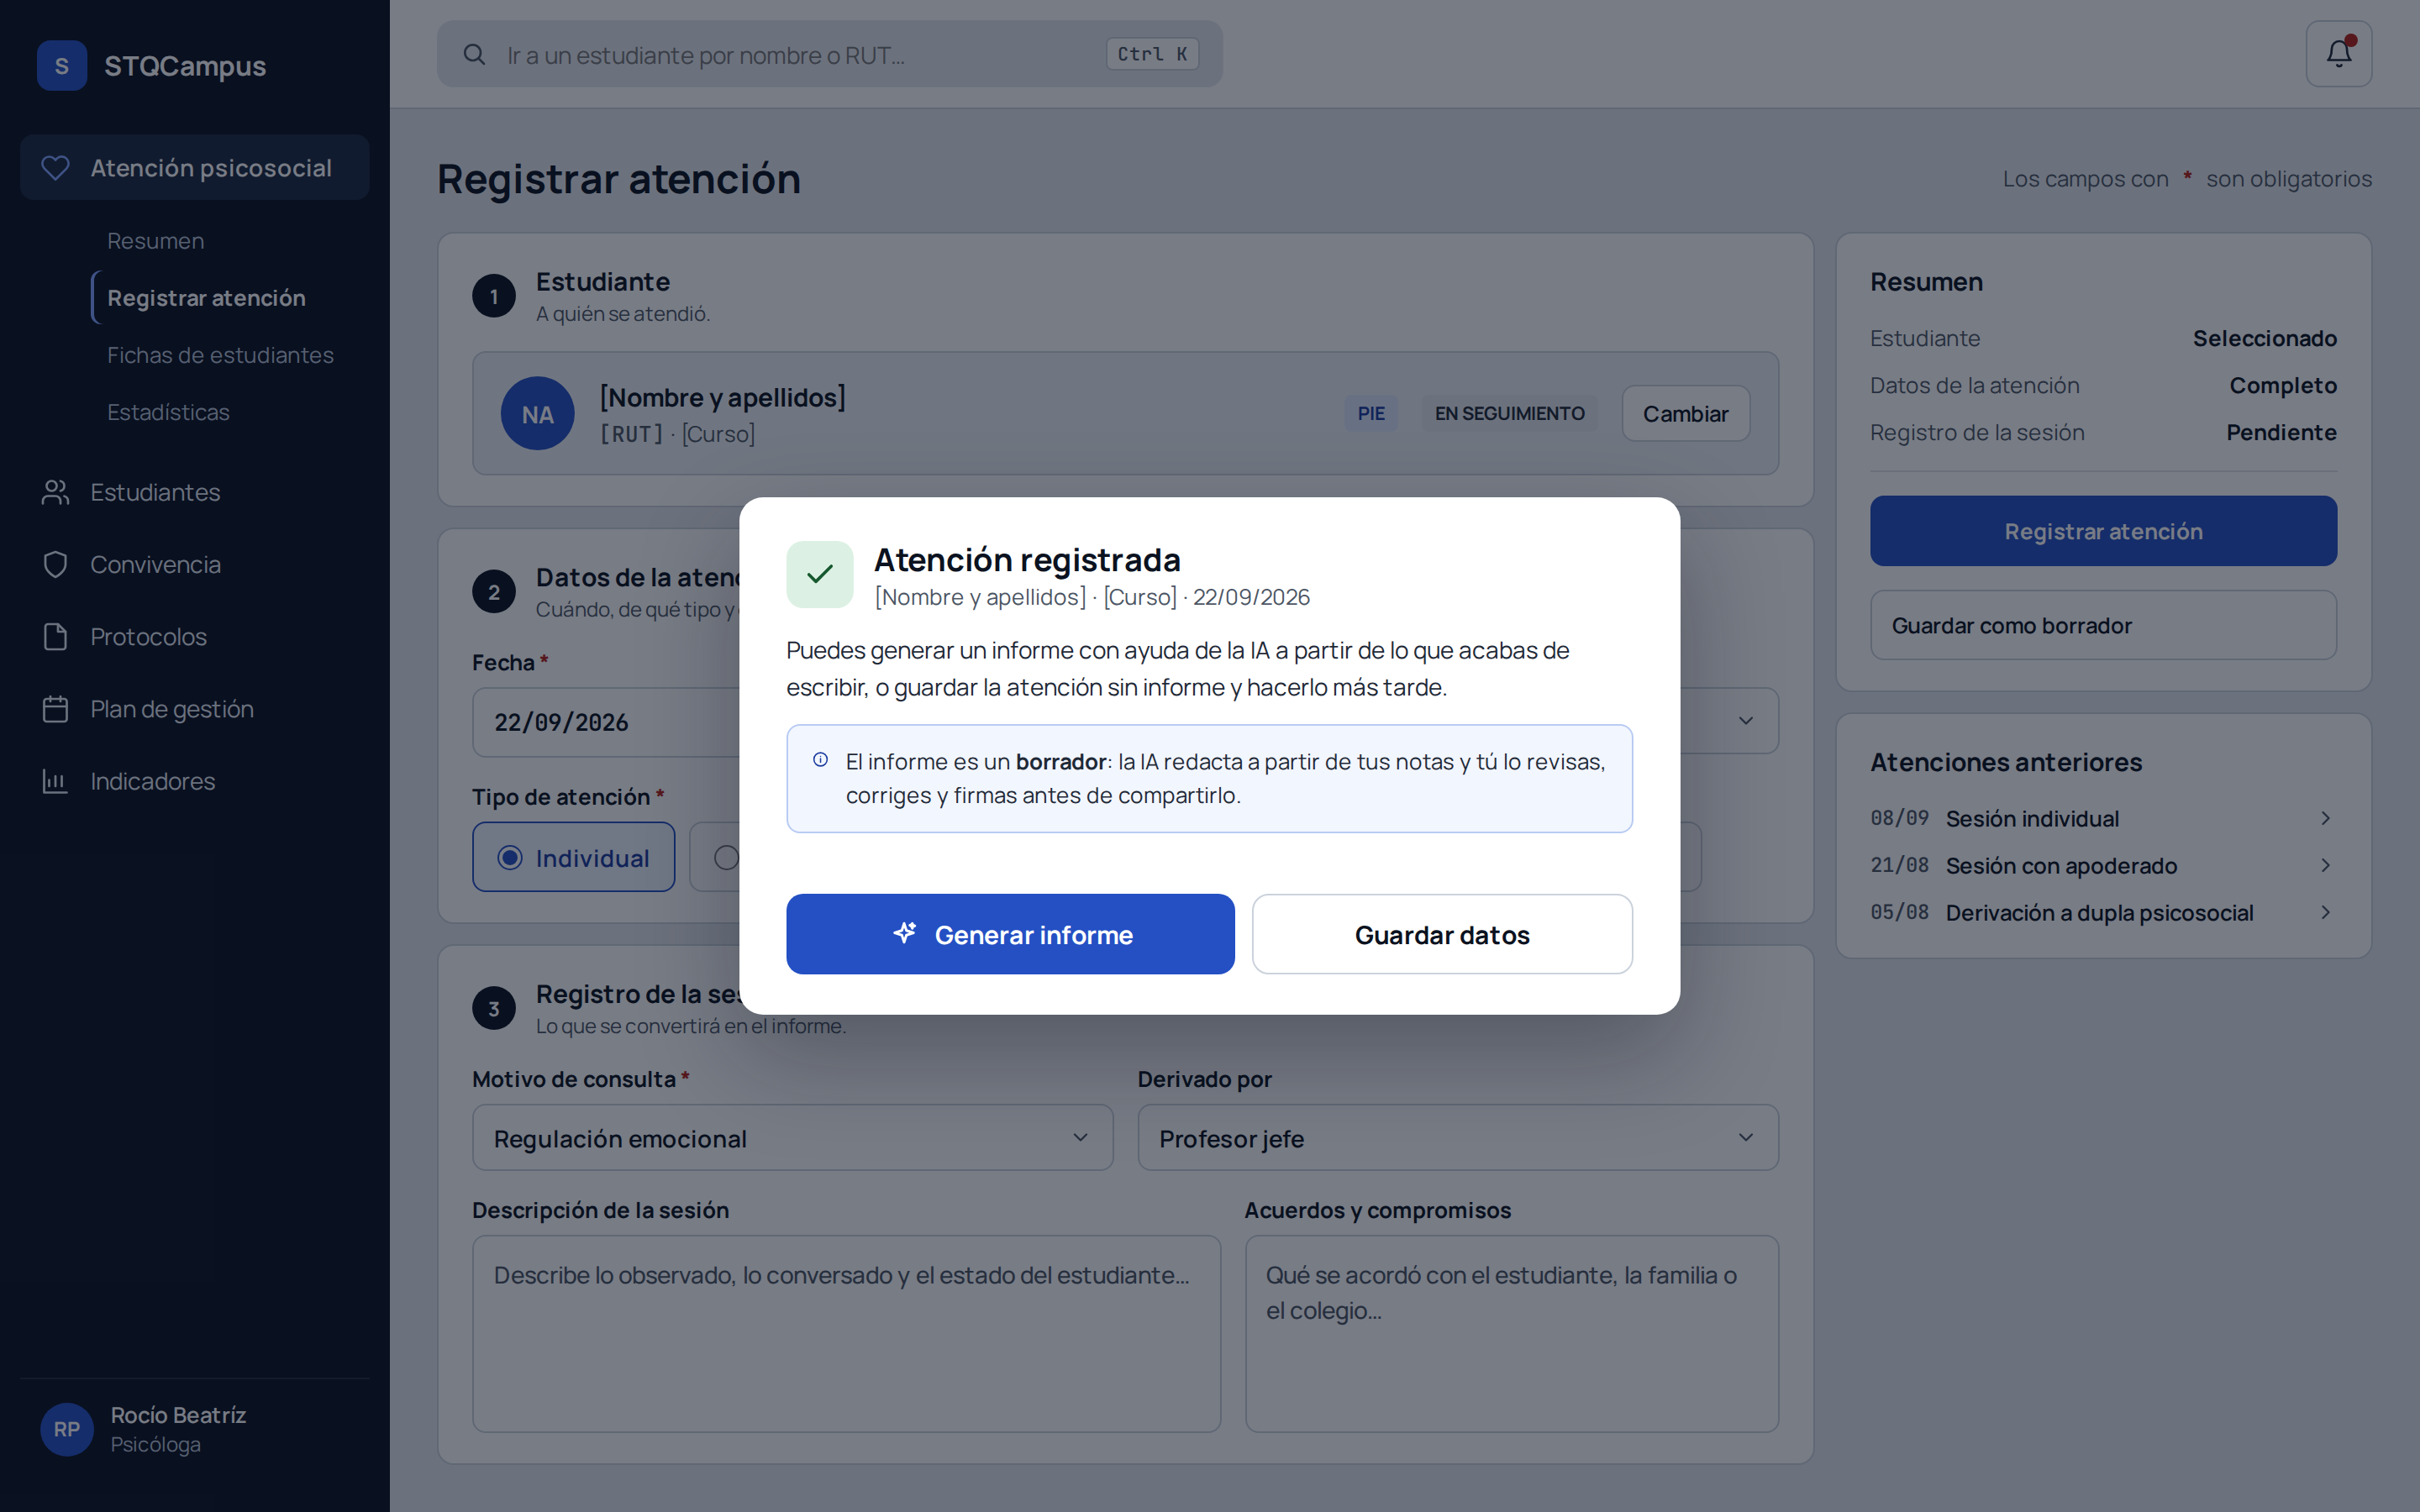 S STQCampus
Atención psicosocial
Resumen
Registrar atención
Fichas de estudiantes
Estadísticas
Estudiantes
Convivencia
Protocolos
Plan de gestión
Indicadores
RP
Rocío Beatríz
Psicóloga
Ir a un estudiante por nombre o RUT...
Ctrl K
Registrar atención
Los campos con * son obligatorios
1
Estudiante
A quién se atendió.
NA
[Nombre y apellidos]
[RUT] · [Curso]
PIE
EN SEGUIMIENTO
Cambiar
2
Datos de la aten
Cuándo, de qué tipo y
Fecha *
22/09/2026
Tipo de atención *
Individual
3
Registro de la se
Lo que se convertirá en el informe.
Motivo de consulta *
Regulación emocional
Derivado por
Profesor jefe
Descripción de la sesión
Describe lo observado, lo conversado y el estado del estudiante...
Acuerdos y compromisos
Qué se acordó con el estudiante, la familia o
el colegio...
Atención registrada
[Nombre y apellidos] · [Curso] · 22/09/2026
Puedes generar un informe con ayuda de la IA a partir de lo que acabas de
escribir, o guardar la atención sin informe y hacerlo más tarde.
El informe es un borrador: la IA redacta a partir de tus notas y tú lo revisas,
corriges y firmas antes de compartirlo.
Generar informe
Guardar datos
Resumen
Estudiante Seleccionado
Datos de la atención Completo
Registro de la sesión Pendiente
Registrar atención
Guardar como borrador
Atenciones anteriores
08/09 Sesión individual
21/08 Sesión con apoderado
05/08 Derivación a dupla psicosocial